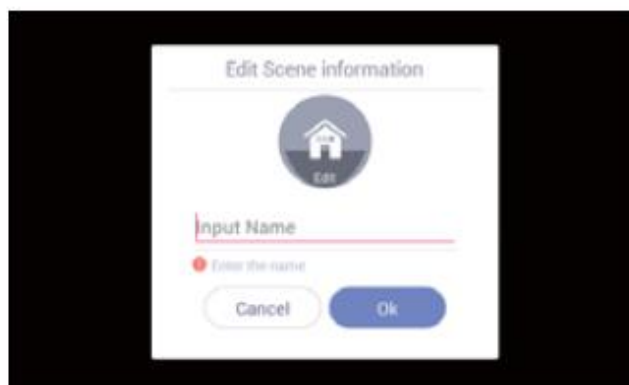 Edit Scene information
Edit
Input Name
Enter the name
Cancel
Ok